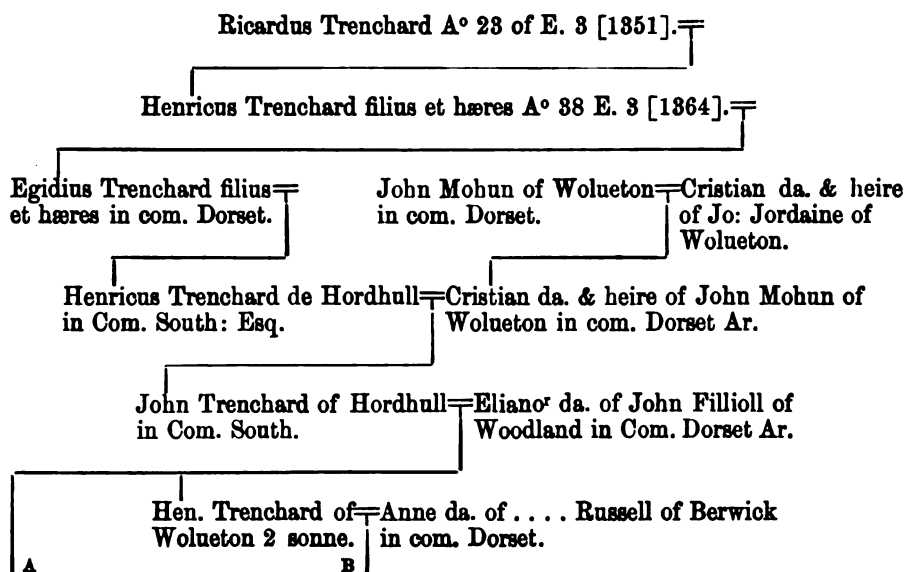 Ricardus Trenchard Aº 23 of E. 3 [1351].
Henricus Trenchard filius et hæres Aº 38 E. 3 [1364].
Egidius Trenchard filius
et hæres in com. Dorset.
John Mohun of Wolueton
in com. Dorset.
Cristian da. & heire
of Jo: Jordaine of
Wolueton.
Henricus Trenchard de Hordhull
in Com. South: Esq.
Cristian da. & heire of John Mohun of
Wolueton in com. Dorset Ar.
John Trenchard of Hordhull
in Com. South.
Elianoʳ da. of John Fillioll of
Woodland in Com. Dorset Ar.
Hen. Trenchard of
Wolueton 2 sonne.
Anne da. of . . . . Russell of Berwick
in com. Dorset.
A
B